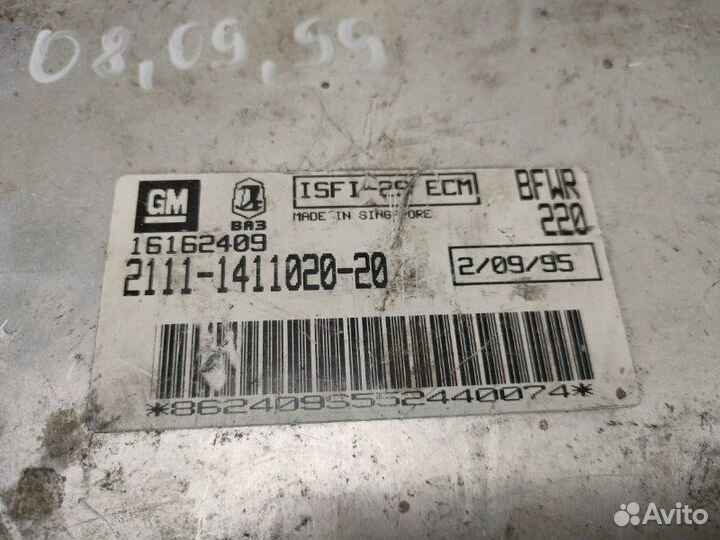 08,09,99
GM
ВАЗ
ISFI-2S ECM
BFWR
MADE IN SINGAPORE
220
16162409
2111-1411020-20
2/09/95
*862409S552440074*
Avito